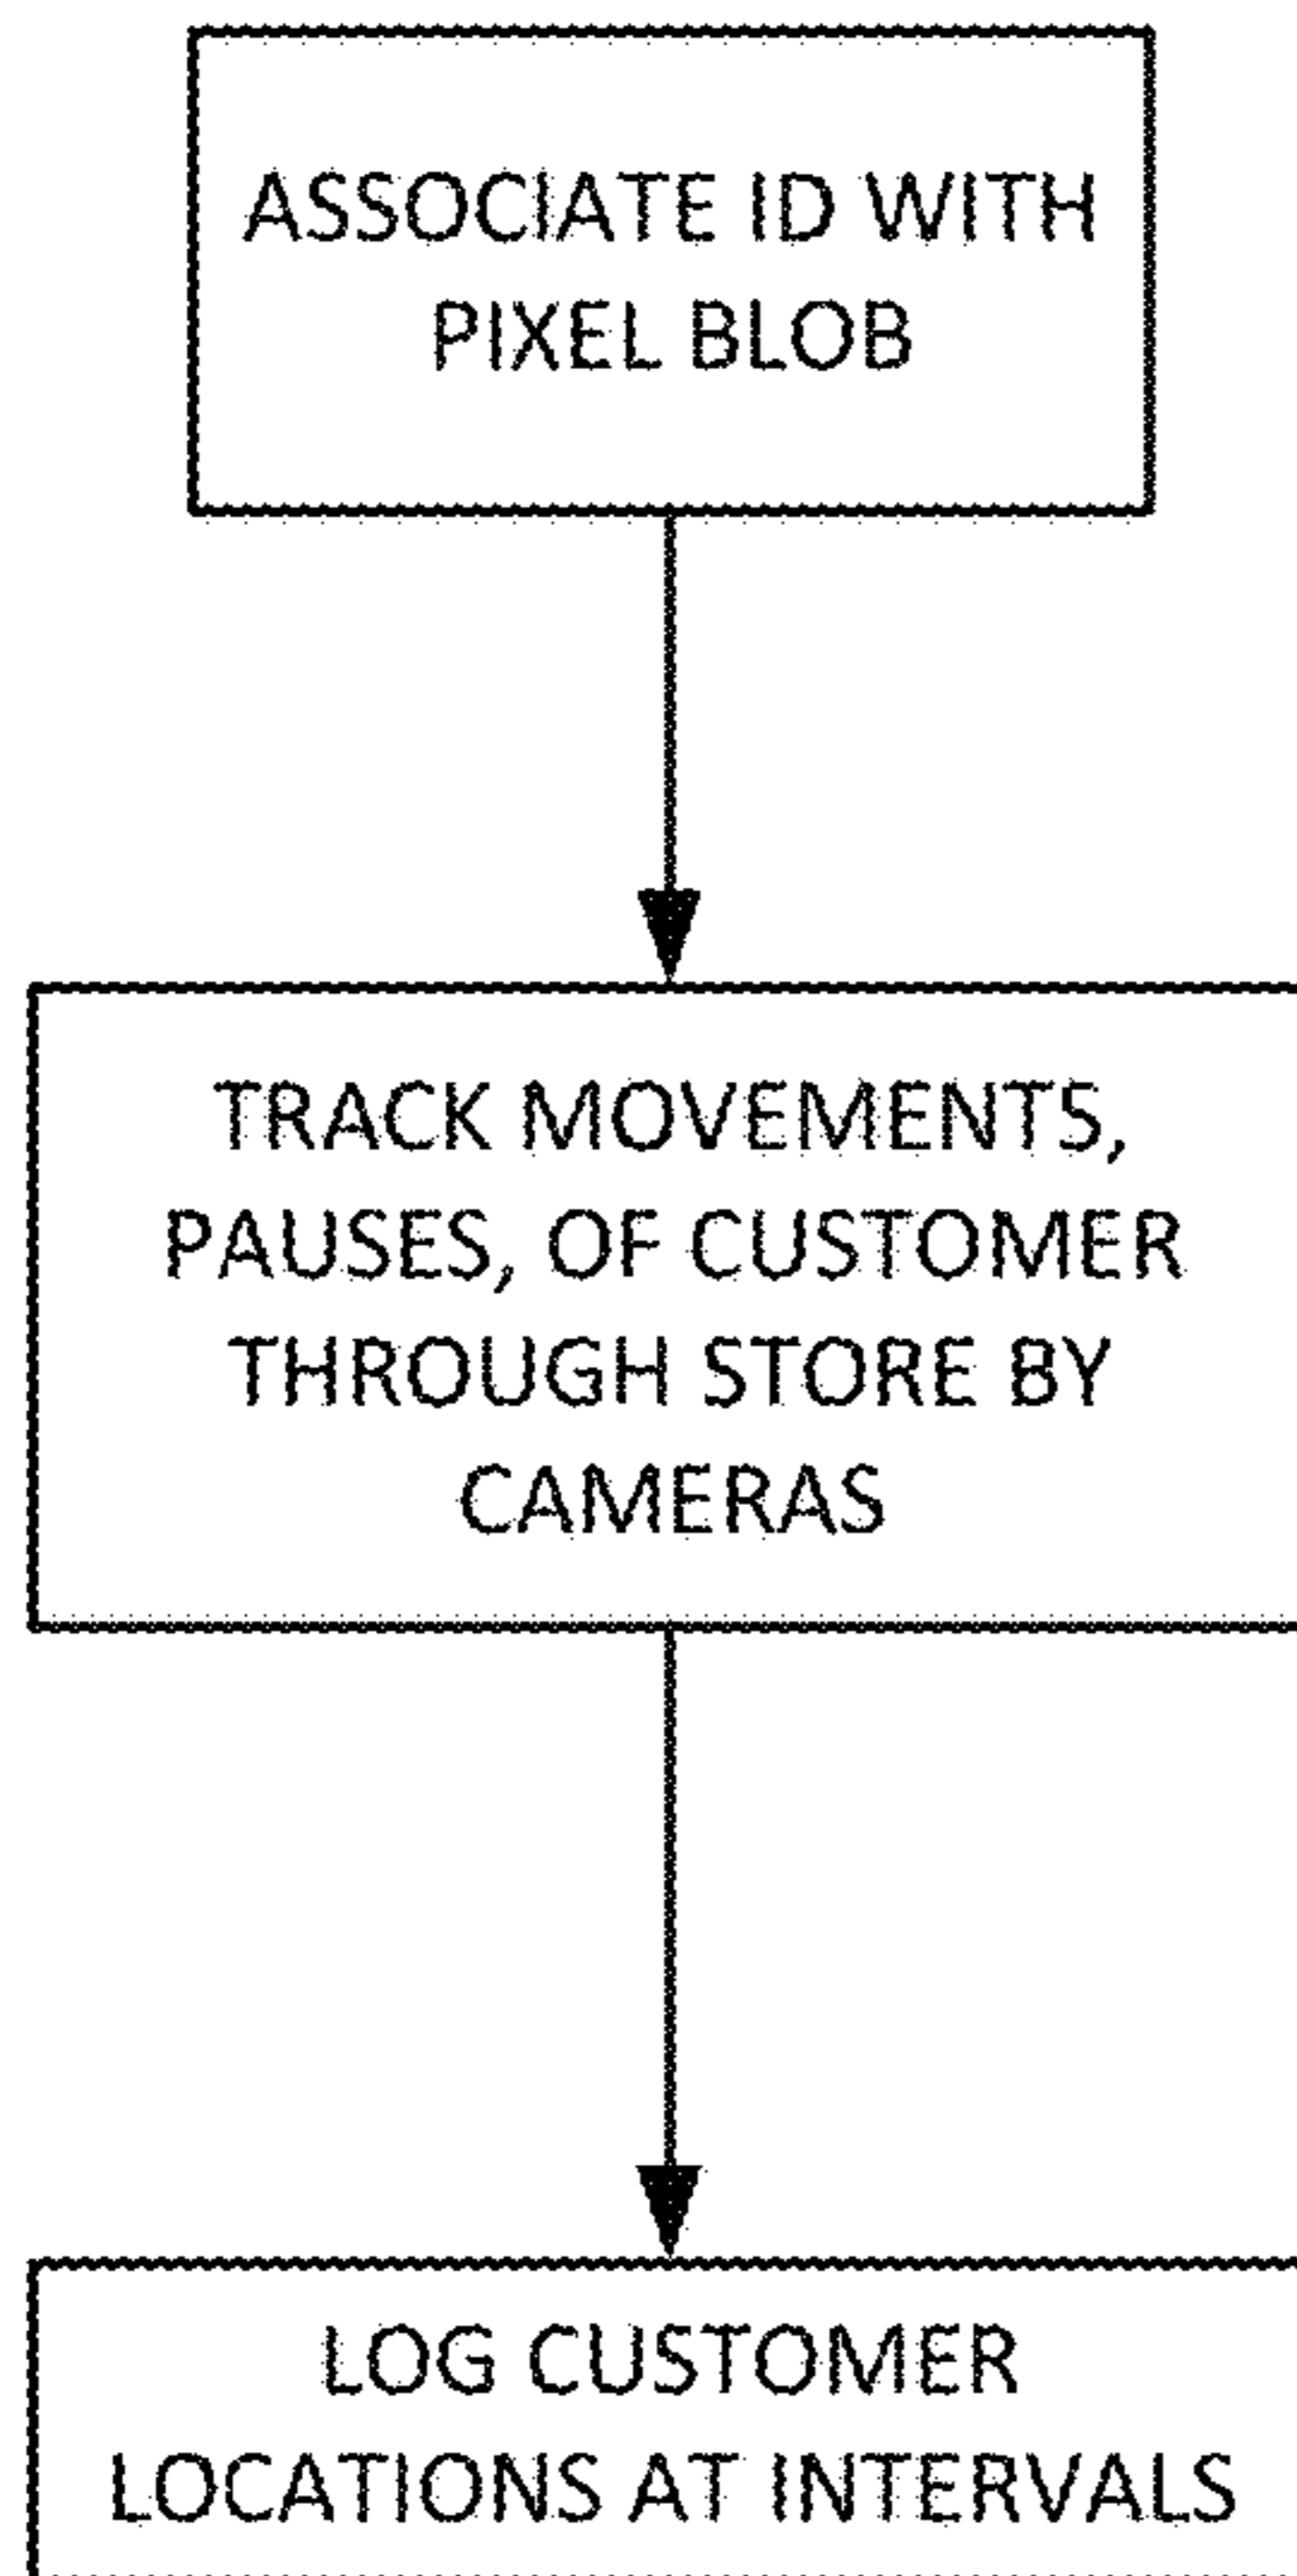 ASSOCIATE ID WITH
PIXEL BLOB
TRACK MOVEMENTS,
PAUSES, OF CUSTOMER
THROUGH STORE BY
CAMERAS
LOG CUSTOMER
LOCATIONS AT INTERVALS